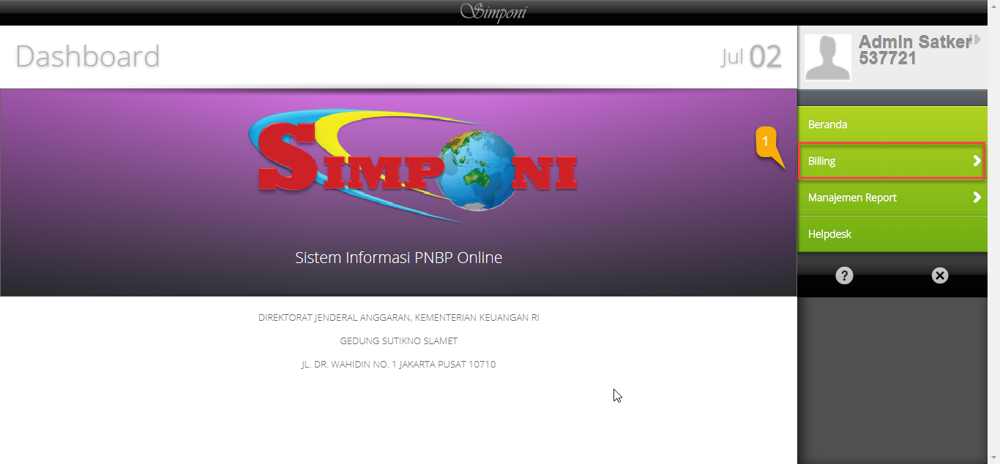 Simponi
Dashboard
Jul 02
Admin Satker
537721
SIMPONI
Sistem Informasi PNBP Online
1
Beranda
Billing
Manajemen Report
Helpdesk
?
DIREKTORAT JENDERAL ANGGARAN, KEMENTERIAN KEUANGAN RI
GEDUNG SUTIKNO SLAMET
JL. DR. WAHIDIN NO. 1 JAKARTA PUSAT 10710